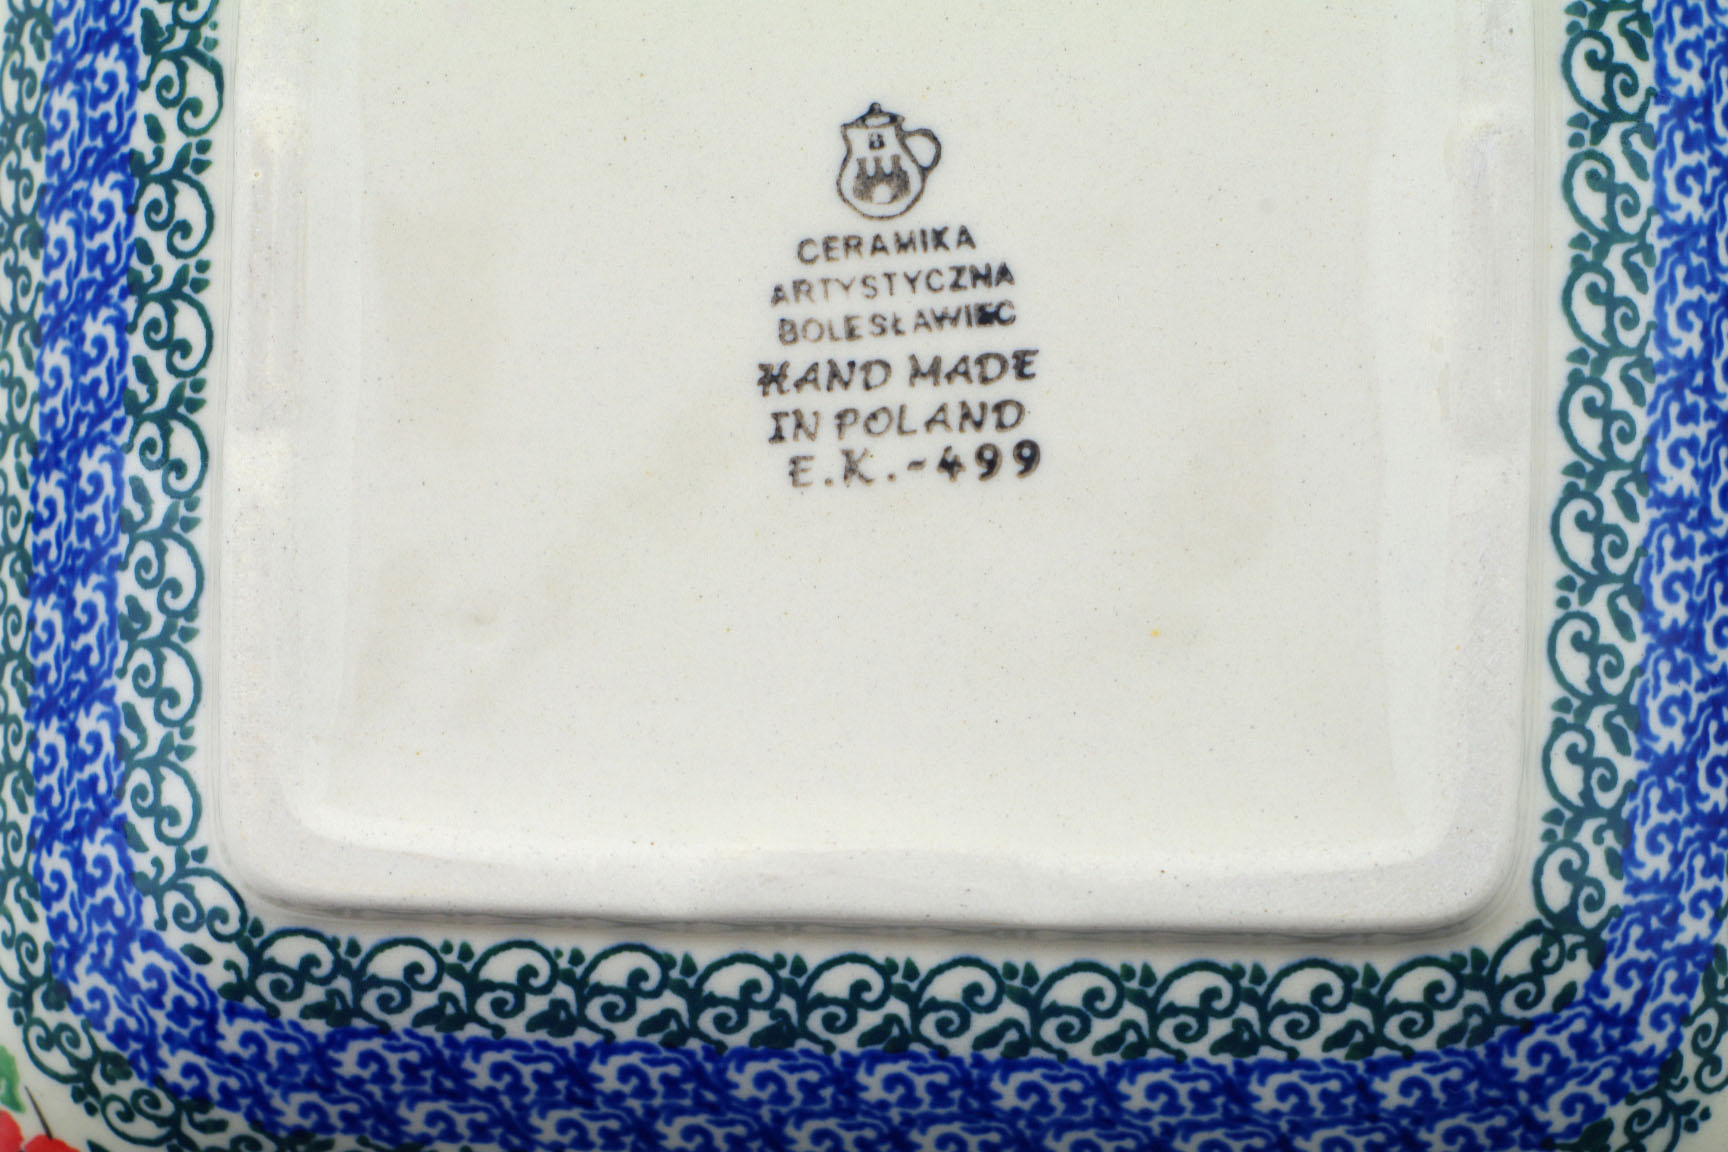 B
CERAMIKA
ARTYSTYCZNA
BOLESŁAWIEC
HAND MADE
IN POLAND
E.K.-499